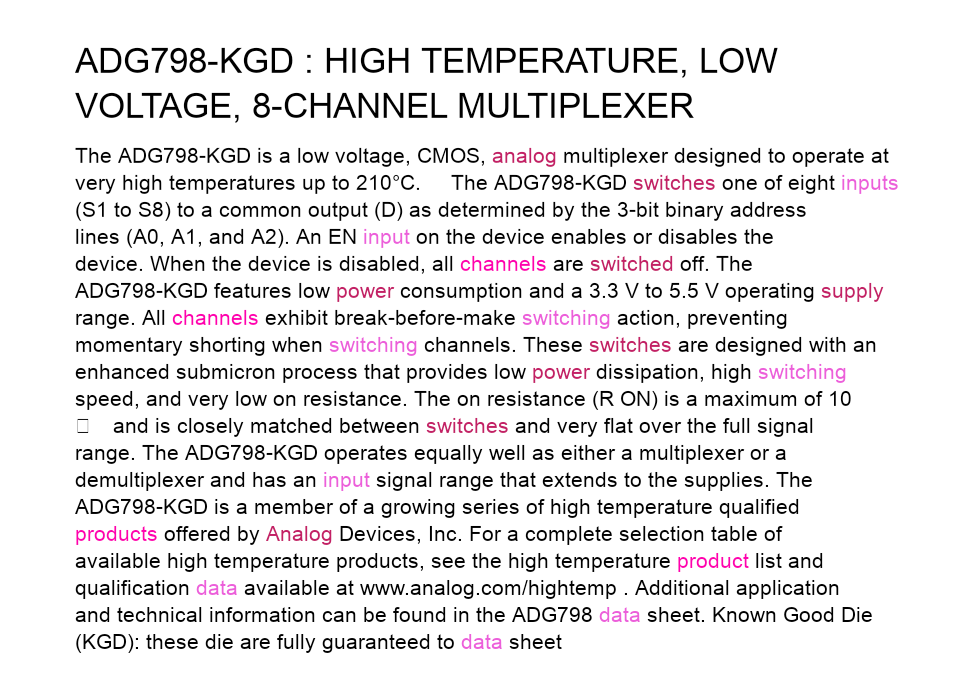 ADG798-KGD : HIGH TEMPERATURE, LOW
VOLTAGE, 8-CHANNEL MULTIPLEXER
The ADG798-KGD is a low voltage, CMOS, analog multiplexer designed to operate at
very high temperatures up to 210°C. The ADG798-KGD switches one of eight inputs
(S1 to S8) to a common output (D) as determined by the 3-bit binary address
lines (A0, A1, and A2). An EN input on the device enables or disables the
device. When the device is disabled, all channels are switched off. The
ADG798-KGD features low power consumption and a 3.3 V to 5.5 V operating supply
range. All channels exhibit break-before-make switching action, preventing
momentary shorting when switching channels. These switches are designed with an
enhanced submicron process that provides low power dissipation, high switching
speed, and very low on resistance. The on resistance (R ON) is a maximum of 10
□ and is closely matched between switches and very flat over the full signal
range. The ADG798-KGD operates equally well as either a multiplexer or a
demultiplexer and has an input signal range that extends to the supplies. The
ADG798-KGD is a member of a growing series of high temperature qualified
products offered by Analog Devices, Inc. For a complete selection table of
available high temperature products, see the high temperature product list and
qualification data available at www.analog.com/hightemp . Additional application
and technical information can be found in the ADG798 data sheet. Known Good Die
(KGD): these die are fully guaranteed to data sheet